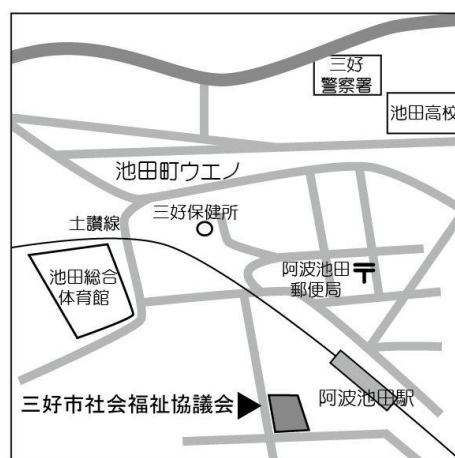 三好
警察署
池田高校
池田町ウエノ
三好保健所
土讃線
池田総合
体育館
阿波池田
郵便局
三好市社会福祉協議会
阿波池田駅